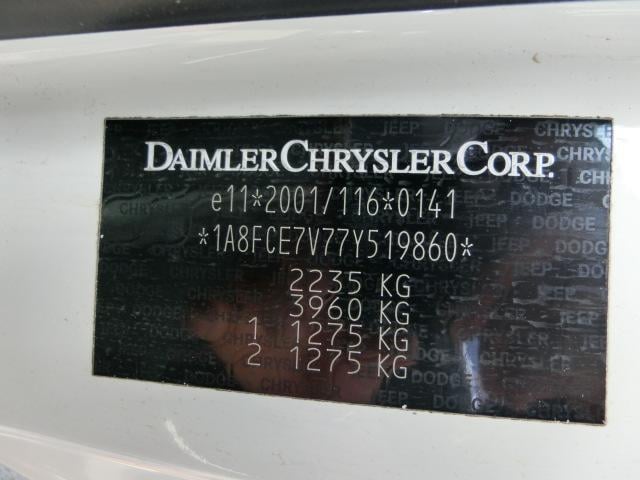 DAIMLERCHRYSLER CORP.
e11*2001/116*0141
*1A8FCE7V77Y519860*
2235 KG
3960 KG
1 1275 KG
2 1275 KG